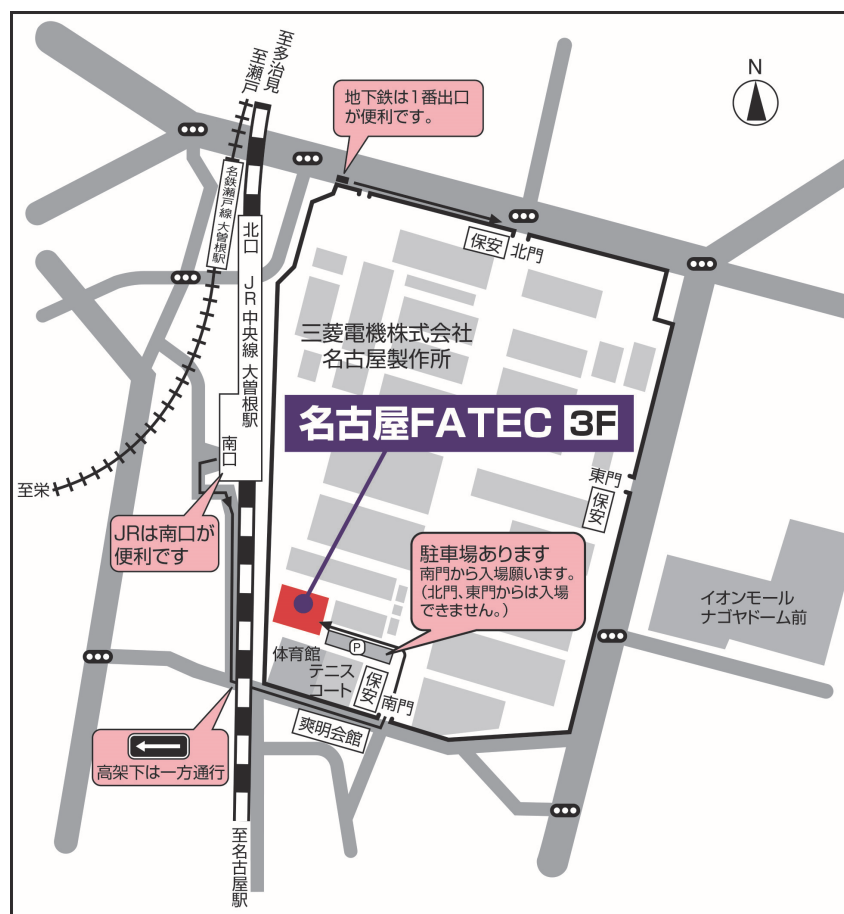 至多治見
至瀬戸
地下鉄は1番出口
が便利です。
N
名鉄瀬戸線 大曽根駅
北口
JR中央線 大曽根駅
南口
保安
北門
三菱電機株式会社
名古屋製作所
名古屋FATEC 3F
至栄
東門
保安
JRは南口が
便利です
駐車場あります
南門から入場願います。
(北門、東門からは入場
できません。)
イオンモール
ナゴヤドーム前
P
体育館
テニス
コート
保安
南門
爽明会館
高架下は一方通行
至名古屋駅